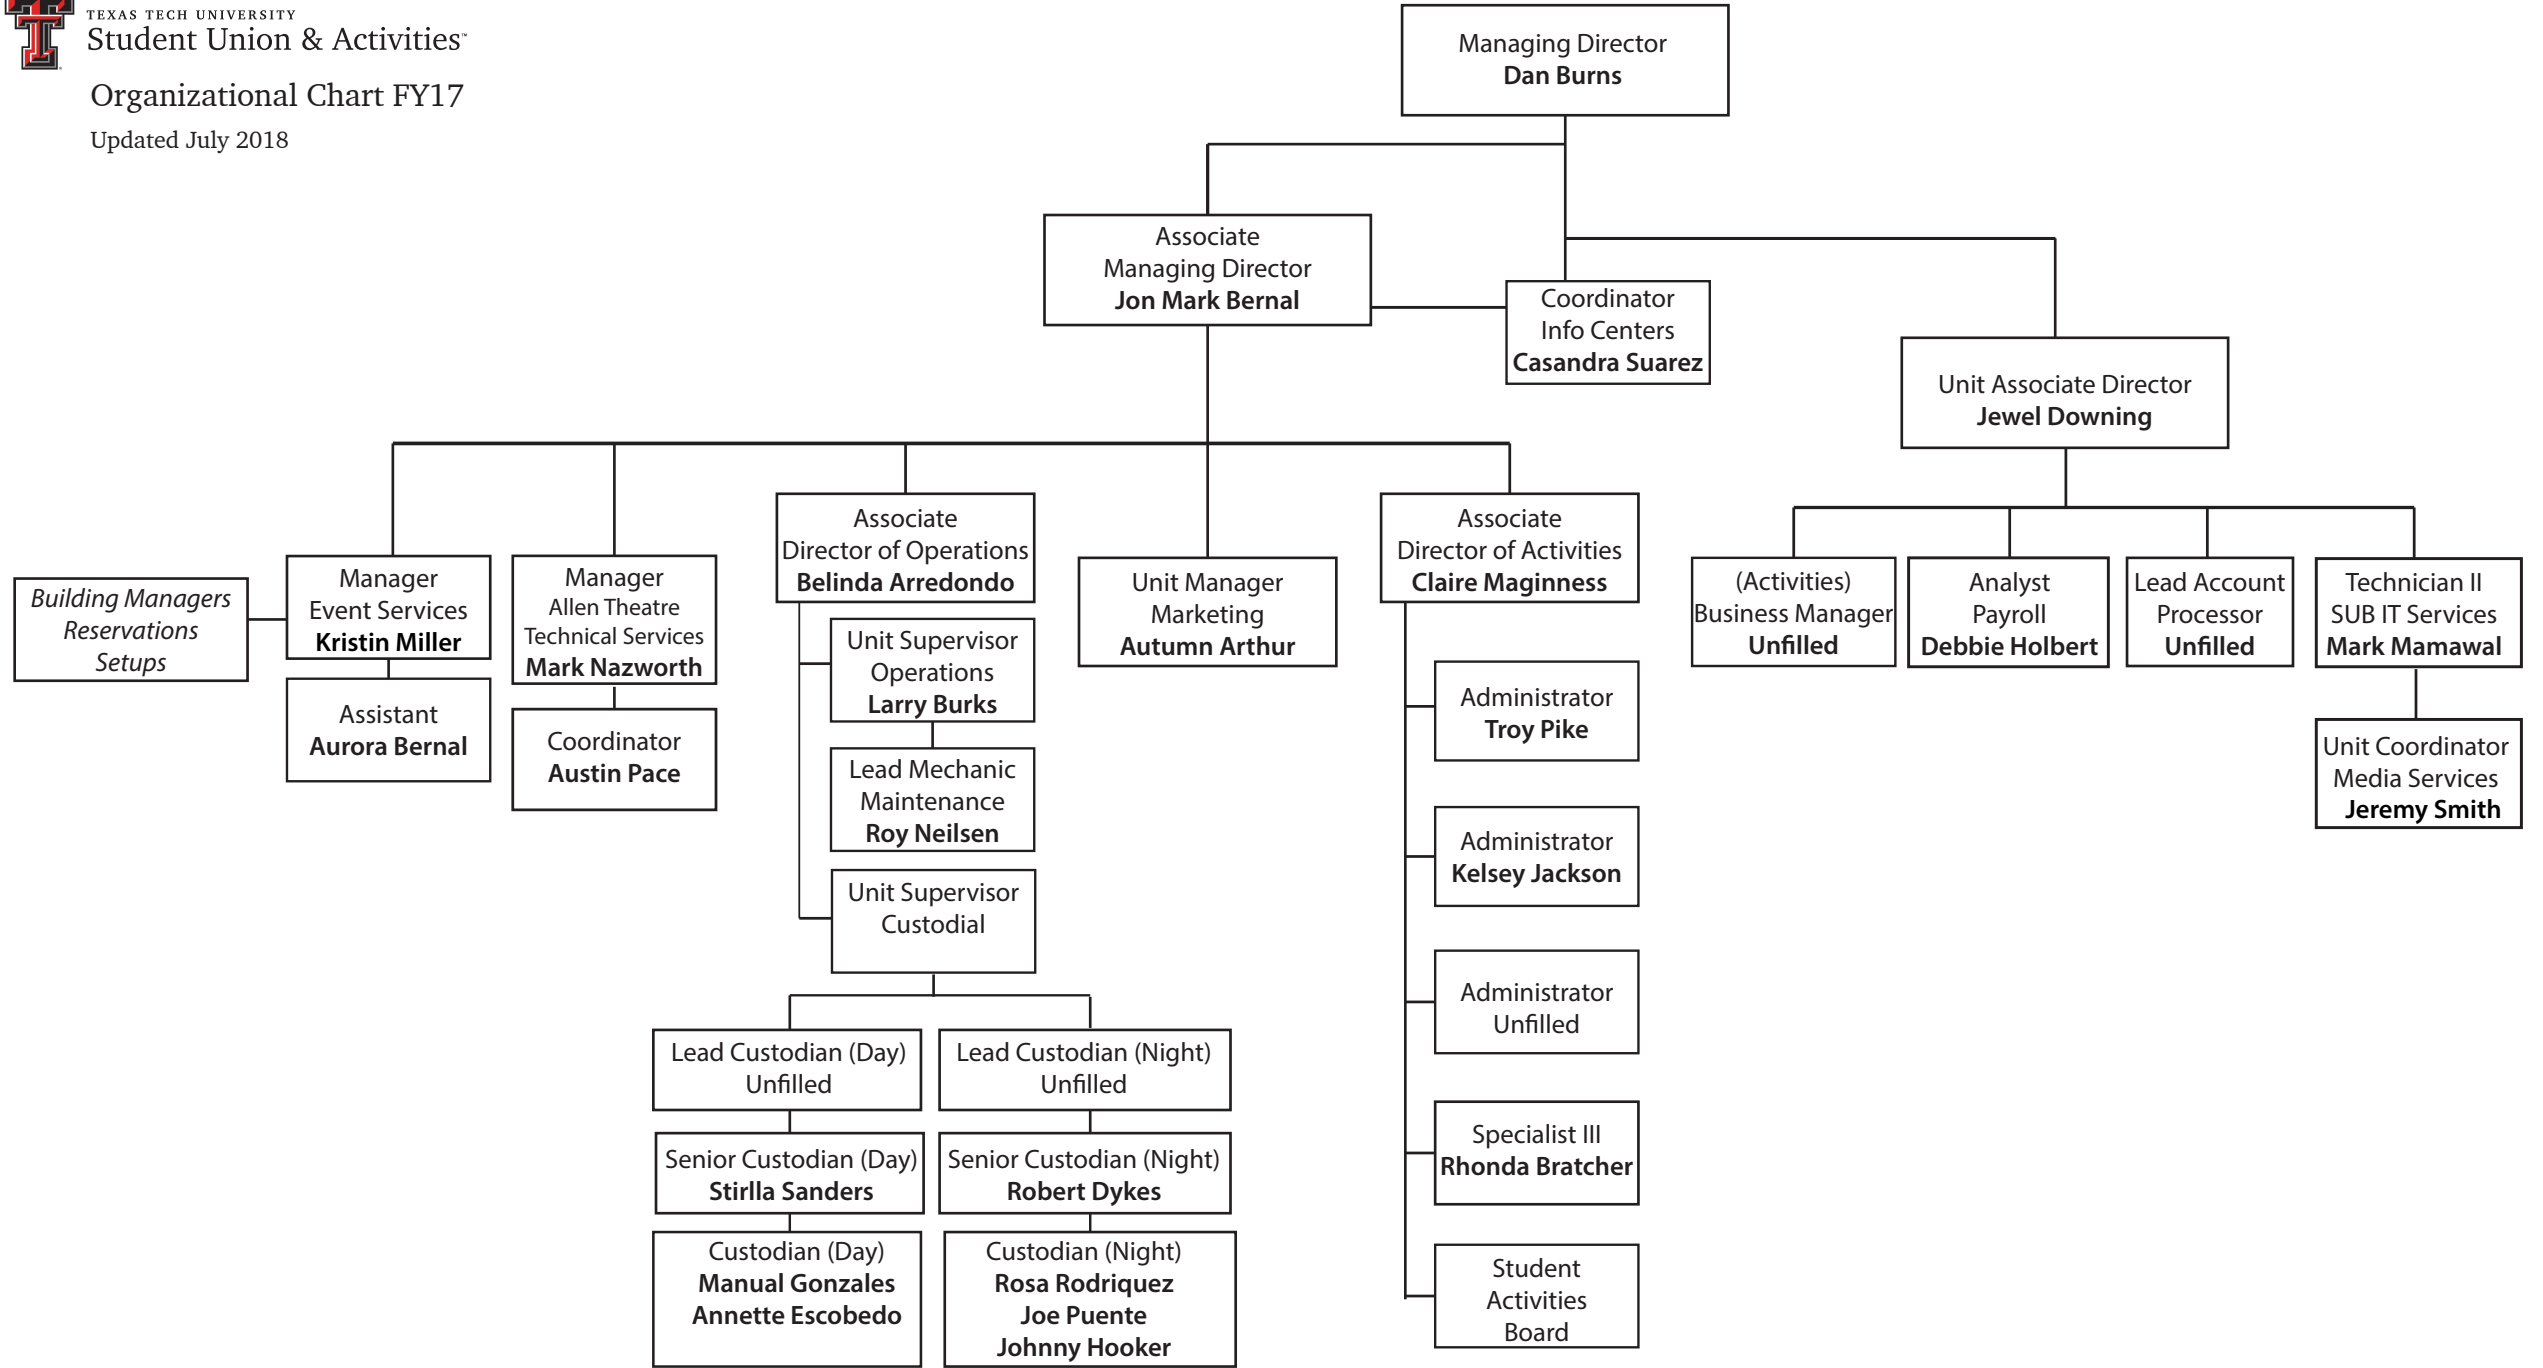 TEXAS TECH UNIVERSITY
Student Union & Activities™
Organizational Chart FY17
Updated July 2018
Managing Director
Dan Burns
Associate
Managing Director
Jon Mark Bernal
Coordinator
Info Centers
Casandra Suarez
Unit Associate Director
Jewel Downing
Building Managers
Reservations
Setups
Manager
Event Services
Kristin Miller
Assistant
Aurora Bernal
Manager
Allen Theatre
Technical Services
Mark Nazworth
Coordinator
Austin Pace
Associate
Director of Operations
Belinda Arredondo
Unit Supervisor
Operations
Larry Burks
Lead Mechanic
Maintenance
Roy Neilsen
Unit Supervisor
Custodial
Lead Custodian (Day)
Unfilled
Senior Custodian (Day)
Stirlla Sanders
Custodian (Day)
Manual Gonzales
Annette Escobedo
Lead Custodian (Night)
Unfilled
Senior Custodian (Night)
Robert Dykes
Custodian (Night)
Rosa Rodriquez
Joe Puente
Johnny Hooker
Unit Manager
Marketing
Autumn Arthur
Associate
Director of Activities
Claire Maginness
Administrator
Troy Pike
Administrator
Kelsey Jackson
Administrator
Unfilled
Specialist III
Rhonda Bratcher
Student
Activities
Board
(Activities)
Business Manager
Unfilled
Analyst
Payroll
Debbie Holbert
Lead Account
Processor
Unfilled
Technician II
SUB IT Services
Mark Mamawal
Unit Coordinator
Media Services
Jeremy Smith